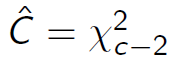 Ĉ = χ²_{c−2}